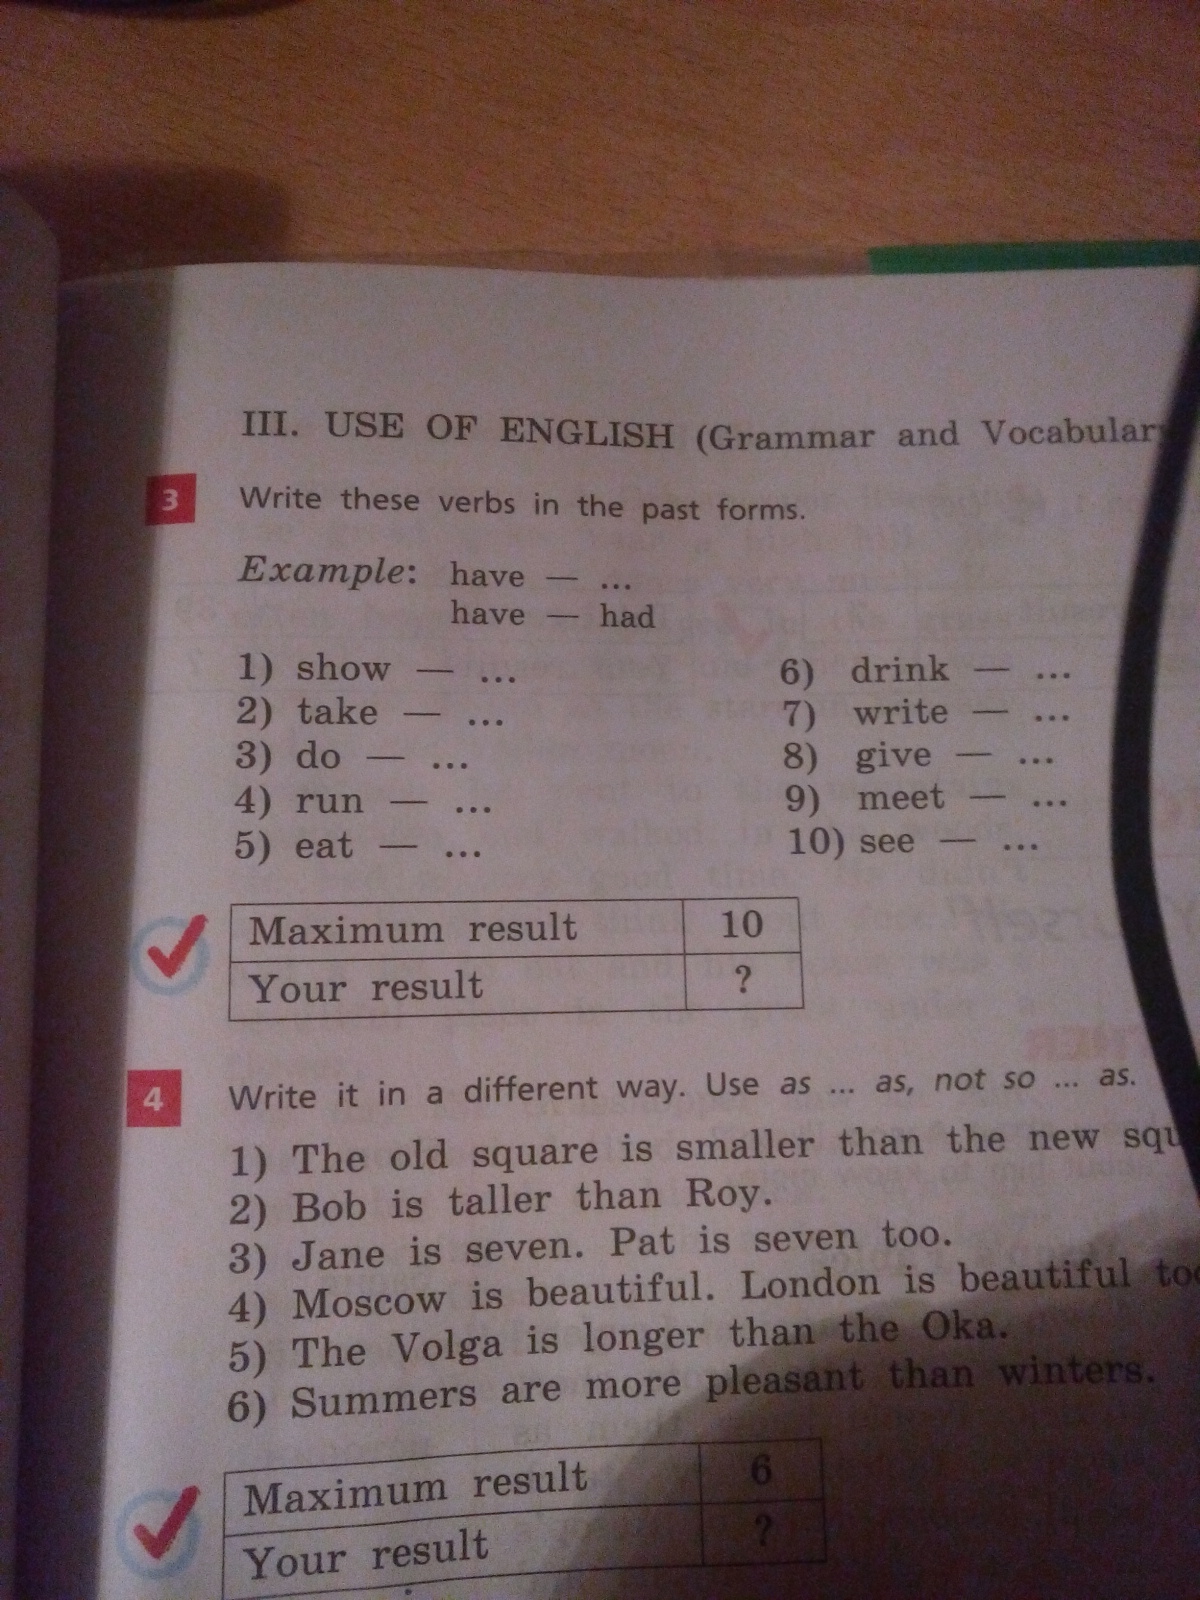 III. USE OF ENGLISH (Grammar and
3 Write these verbs in the past forms.
Example: have — ...
have — had
1) show — ...
2) take — ...
3) do — ...
4) run — ...
5) eat — ...
6) drink — ...
7) write — ...
8) give — ...
9) meet — ...
10) see — ...
Maximum result 10
Your result ?
4 Write it in a different way. Use as ... as, not so ... as.
1) The old square is smaller than the new
2) Bob is taller than Roy.
3) Jane is seven. Pat is seven too.
4) Moscow is beautiful. London is beautiful
5) The Volga is longer than the Oka.
6) Summers are more pleasant than winters.
Maximum result 6
Your result ?